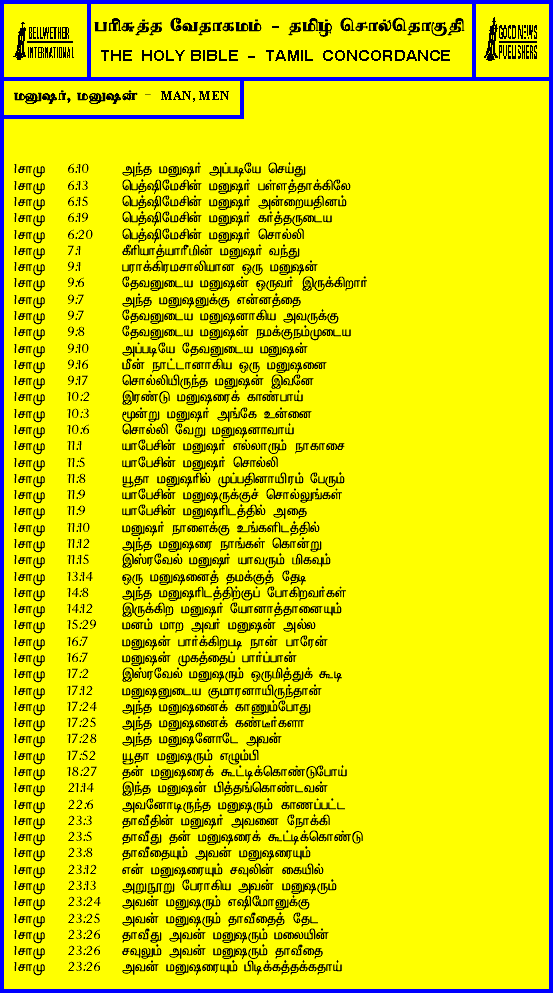 BELLWETHER
INTERNATIONAL
பரிசுத்த வேதாகமம் - தமிழ் சொல்தொகுதி
THE HOLY BIBLE - TAMIL CONCORDANCE
GOOD NEWS
PUBLISHERS
மனுஷர், மனுஷன் - MAN, MEN
1சாமு 6:10 அந்த மனுஷர் அப்படியே செய்து
1சாமு 6:13 பெத்ஷிமேசின் மனுஷர் பள்ளத்தாக்கிலே
1சாமு 6:15 பெத்ஷிமேசின் மனுஷர் அன்றையதினம்
1சாமு 6:19 பெத்ஷிமேசின் மனுஷர் கர்த்தருடைய
1சாமு 6:20 பெத்ஷிமேசின் மனுஷர் சொல்லி
1சாமு 7:1 கீரியாத்யாரீமின் மனுஷர் வந்து
1சாமு 9:1 பராக்கிரமசாலியான ஒரு மனுஷன்
1சாமு 9:6 தேவனுடைய மனுஷன் ஒருவர் இருக்கிறார்
1சாமு 9:7 அந்த மனுஷனுக்கு என்னத்தை
1சாமு 9:7 தேவனுடைய மனுஷனாகிய அவருக்கு
1சாமு 9:8 தேவனுடைய மனுஷன் நமக்குநம்முடைய
1சாமு 9:10 அப்படியே தேவனுடைய மனுஷன்
1சாமு 9:16 மீன் நாட்டானாகிய ஒரு மனுஷனை
1சாமு 9:17 சொல்லியிருந்த மனுஷன் இவனே
1சாமு 10:2 இரண்டு மனுஷரைக் காண்பாய்
1சாமு 10:3 மூன்று மனுஷர் அங்கே உன்னை
1சாமு 10:6 சொல்லி வேறு மனுஷனாவாய்
1சாமு 11:1 யாபேசின் மனுஷர் எல்லாரும் நாகாசை
1சாமு 11:5 யாபேசின் மனுஷர் சொல்லி
1சாமு 11:8 யூதா மனுஷரில் முப்பதினாயிரம் பேரும்
1சாமு 11:9 யாபேசின் மனுஷருக்குச் சொல்லுங்கள்
1சாமு 11:9 யாபேசின் மனுஷரிடத்தில் அதை
1சாமு 11:10 மனுஷர் நாளைக்கு உங்களிடத்தில்
1சாமு 11:12 அந்த மனுஷரை நாங்கள் கொன்று
1சாமு 11:15 இஸ்ரவேல் மனுஷர் யாவரும் மிகவும்
1சாமு 13:14 ஒரு மனுஷனைத் தமக்குத் தேடி
1சாமு 14:8 அந்த மனுஷரிடத்திற்குப் போகிறவர்கள்
1சாமு 14:12 இருக்கிற மனுஷர் யோனாத்தானையும்
1சாமு 15:29 மனம் மாற அவர் மனுஷன் அல்ல
1சாமு 16:7 மனுஷன் பார்க்கிறபடி நான் பாரேன்
1சாமு 16:7 மனுஷன் முகத்தைப் பார்ப்பான்
1சாமு 17:2 இஸ்ரவேல் மனுஷரும் ஒருமித்துக் கூடி
1சாமு 17:12 மனுஷனுடைய குமாரனாயிருந்தான்
1சாமு 17:24 அந்த மனுஷனைக் காணும்போது
1சாமு 17:25 அந்த மனுஷனைக் கண்டீர்களா
1சாமு 17:28 அந்த மனுஷனோடே அவன்
1சாமு 17:52 யூதா மனுஷரும் எழும்பி
1சாமு 18:27 தன் மனுஷரைக் கூட்டிக்கொண்டுபோய்
1சாமு 21:14 இந்த மனுஷன் பித்தங்கொண்டவன்
1சாமு 22:6 அவனோடிருந்த மனுஷரும் காணப்பட்ட
1சாமு 23:3 தாவீதின் மனுஷர் அவனை நோக்கி
1சாமு 23:5 தாவீது தன் மனுஷரைக் கூட்டிக்கொண்டு
1சாமு 23:8 தாவீதையும் அவன் மனுஷரையும்
1சாமு 23:12 என் மனுஷரையும் சவுலின் கையில்
1சாமு 23:13 அறுநூறு பேராகிய அவன் மனுஷரும்
1சாமு 23:24 அவன் மனுஷரும் எஷிமோனுக்கு
1சாமு 23:25 அவன் மனுஷரும் தாவீதைத் தேட
1சாமு 23:26 தாவீது அவன் மனுஷரும் மலையின்
1சாமு 23:26 சவுலும் அவன் மனுஷரும் தாவீதை
1சாமு 23:26 அவன் மனுஷரையும் பிடிக்கத்தக்கதாய்